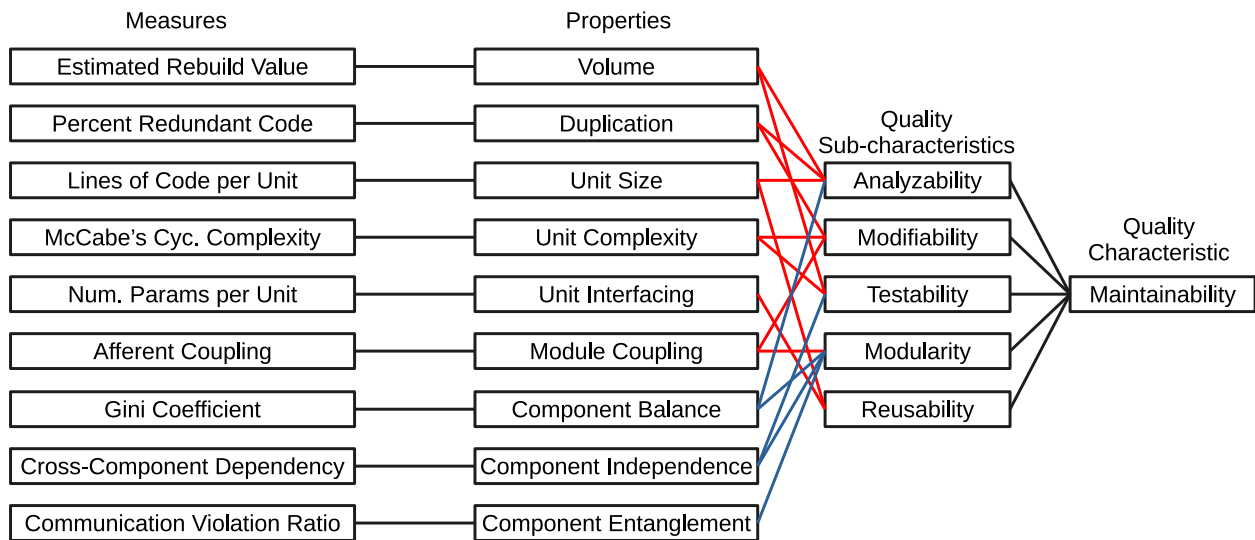 Measures
Properties
Estimated Rebuild Value
Volume
Percent Redundant Code
Duplication
Quality
Sub-characteristics
Lines of Code per Unit
Unit Size
Analyzability
McCabe's Cyc. Complexity
Unit Complexity
Modifiability
Quality
Characteristic
Num. Params per Unit
Unit Interfacing
Testability
Maintainability
Afferent Coupling
Module Coupling
Modularity
Gini Coefficient
Component Balance
Reusability
Cross-Component Dependency
Component Independence
Communication Violation Ratio
Component Entanglement